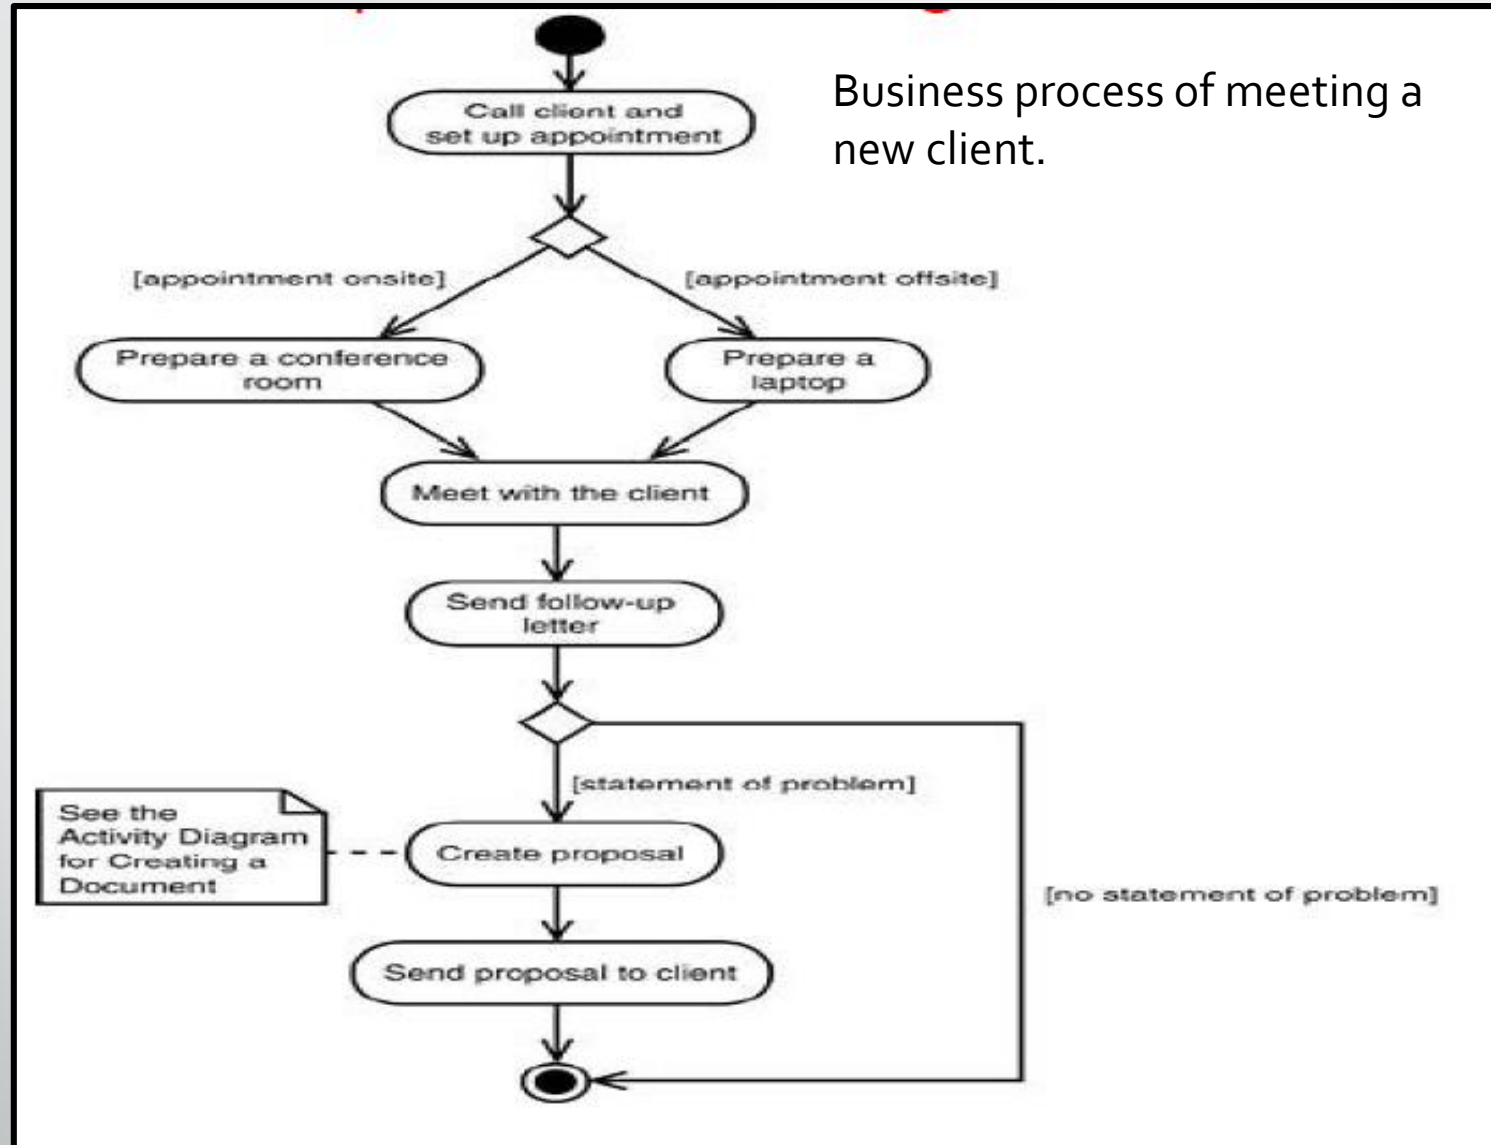 Business process of meeting a
new client.
Call client and
set up appointment
[appointment onsite]
[appointment offsite]
Prepare a conference
room
Prepare a
laptop
Meet with the client
Send follow-up
letter
[statement of problem]
See the
Activity Diagram
for Creating a
Document
Create proposal
[no statement of problem]
Send proposal to client